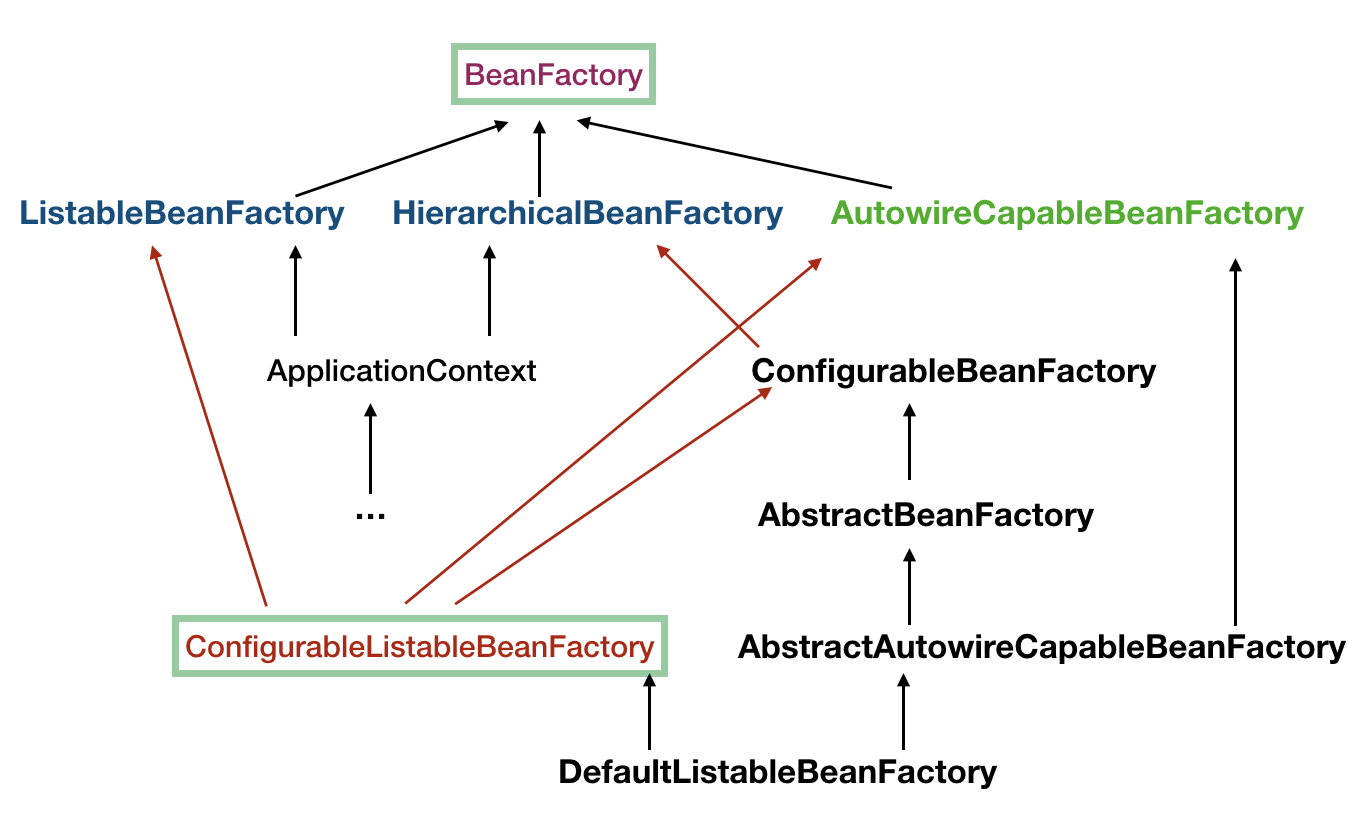 BeanFactory
ListableBeanFactory
HierarchicalBeanFactory
AutowireCapableBeanFactory
ApplicationContext
ConfigurableBeanFactory
...
AbstractBeanFactory
ConfigurableListableBeanFactory
AbstractAutowireCapableBeanFactory
DefaultListableBeanFactory